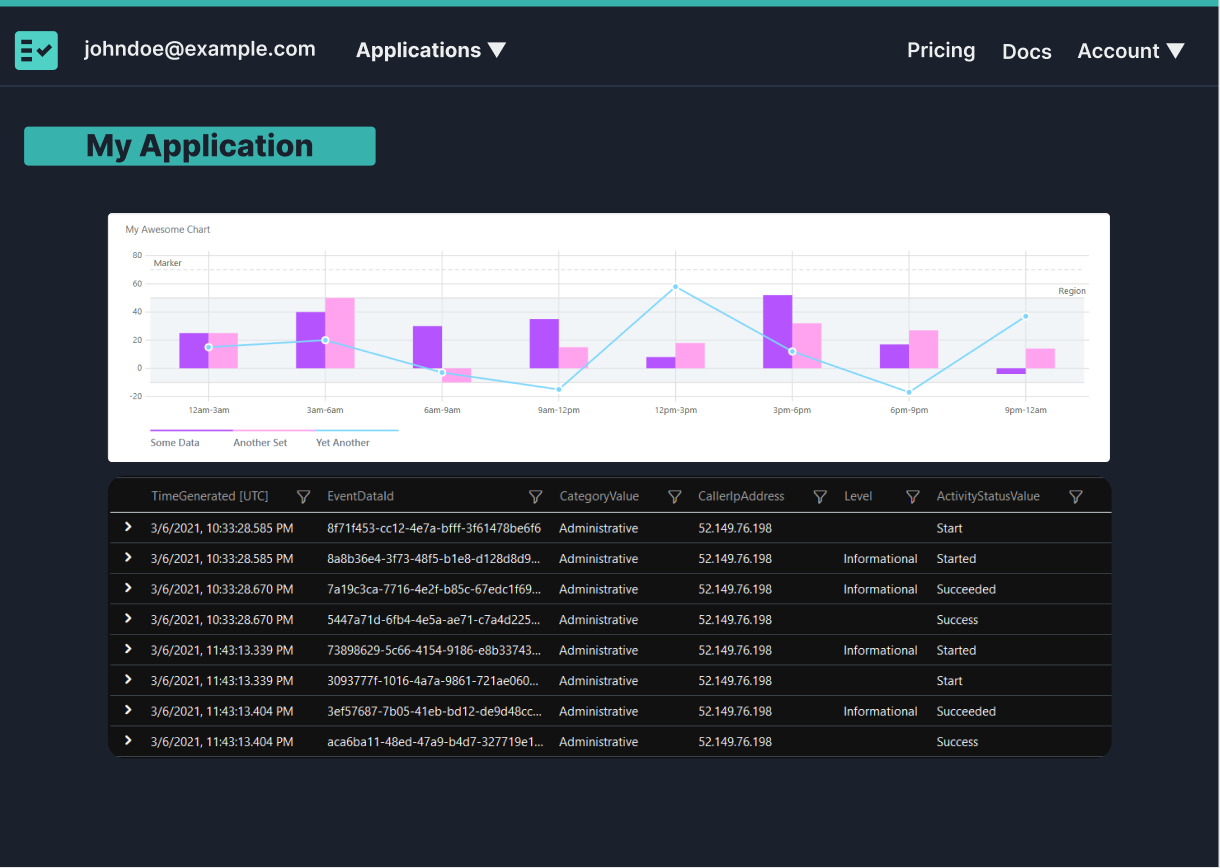 johndoe@example.com Applications ▼ Pricing Docs Account ▼
My Application
My Awesome Chart
80
Marker
60
Region
40
20
0
-20
12am-3am 3am-6am 6am-9am 9am-12pm 12pm-3pm 3pm-6pm 6pm-9pm 9pm-12am
Some Data Another Set Yet Another
TimeGenerated [UTC] EventDataId CategoryValue CallerIpAddress Level ActivityStatusValue
3/6/2021, 10:33:28.585 PM 8f71f453-cc12-4e7a-bfff-3f61478be6f6 Administrative 52.149.76.198 Start
3/6/2021, 10:33:28.585 PM 8a8b36e4-3f73-48f5-b1e8-d128d8d9... Administrative 52.149.76.198 Informational Started
3/6/2021, 10:33:28.670 PM 7a19c3ca-7716-4e2f-b85c-67edc1f69... Administrative 52.149.76.198 Informational Succeeded
3/6/2021, 10:33:28.670 PM 5447a71d-6fb4-4e5a-ae71-c7a4d225... Administrative 52.149.76.198 Success
3/6/2021, 11:43:13.339 PM 73898629-5c66-4154-9186-e8b33743... Administrative 52.149.76.198 Informational Started
3/6/2021, 11:43:13.339 PM 3093777f-1016-4a7a-9861-721ae060... Administrative 52.149.76.198 Start
3/6/2021, 11:43:13.404 PM 3ef57687-7b05-41eb-bd12-de9d48cc... Administrative 52.149.76.198 Informational Succeeded
3/6/2021, 11:43:13.404 PM aca6ba11-48ed-47a9-b4d7-327719e1... Administrative 52.149.76.198 Success